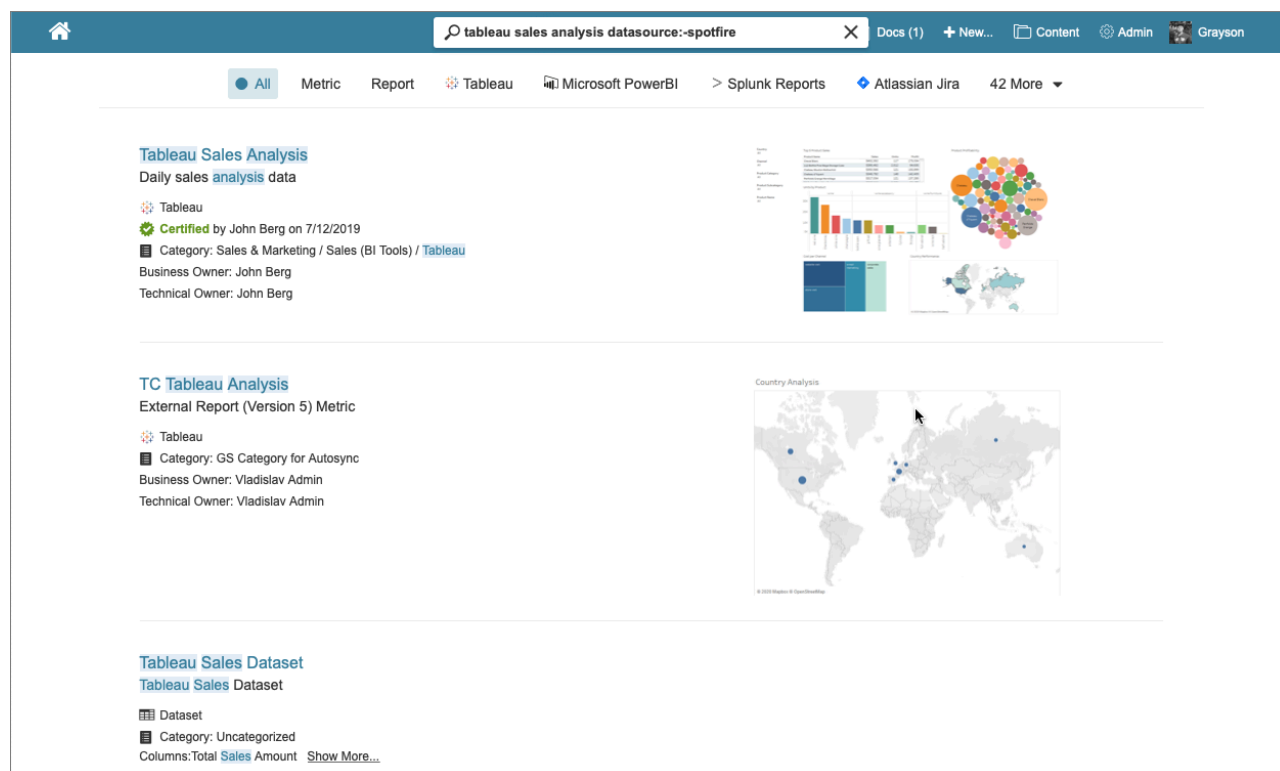 tableau sales analysis datasource:-spotfire
Docs (1)
New...
Content
Admin
Grayson
All
Metric
Report
Tableau
Microsoft PowerBI
Splunk Reports
Atlassian Jira
42 More
Tableau Sales Analysis
Daily sales analysis data
Tableau
Certified by John Berg on 7/12/2019
Category: Sales & Marketing / Sales (BI Tools) / Tableau
Business Owner: John Berg
Technical Owner: John Berg
TC Tableau Analysis
External Report (Version 5) Metric
Tableau
Category: GS Category for Autosync
Business Owner: Vladislav Admin
Technical Owner: Vladislav Admin
Country Analysis
© 2020 Mapbox © OpenStreetMap
Tableau Sales Dataset
Tableau Sales Dataset
Dataset
Category: Uncategorized
Columns:Total Sales Amount Show More...